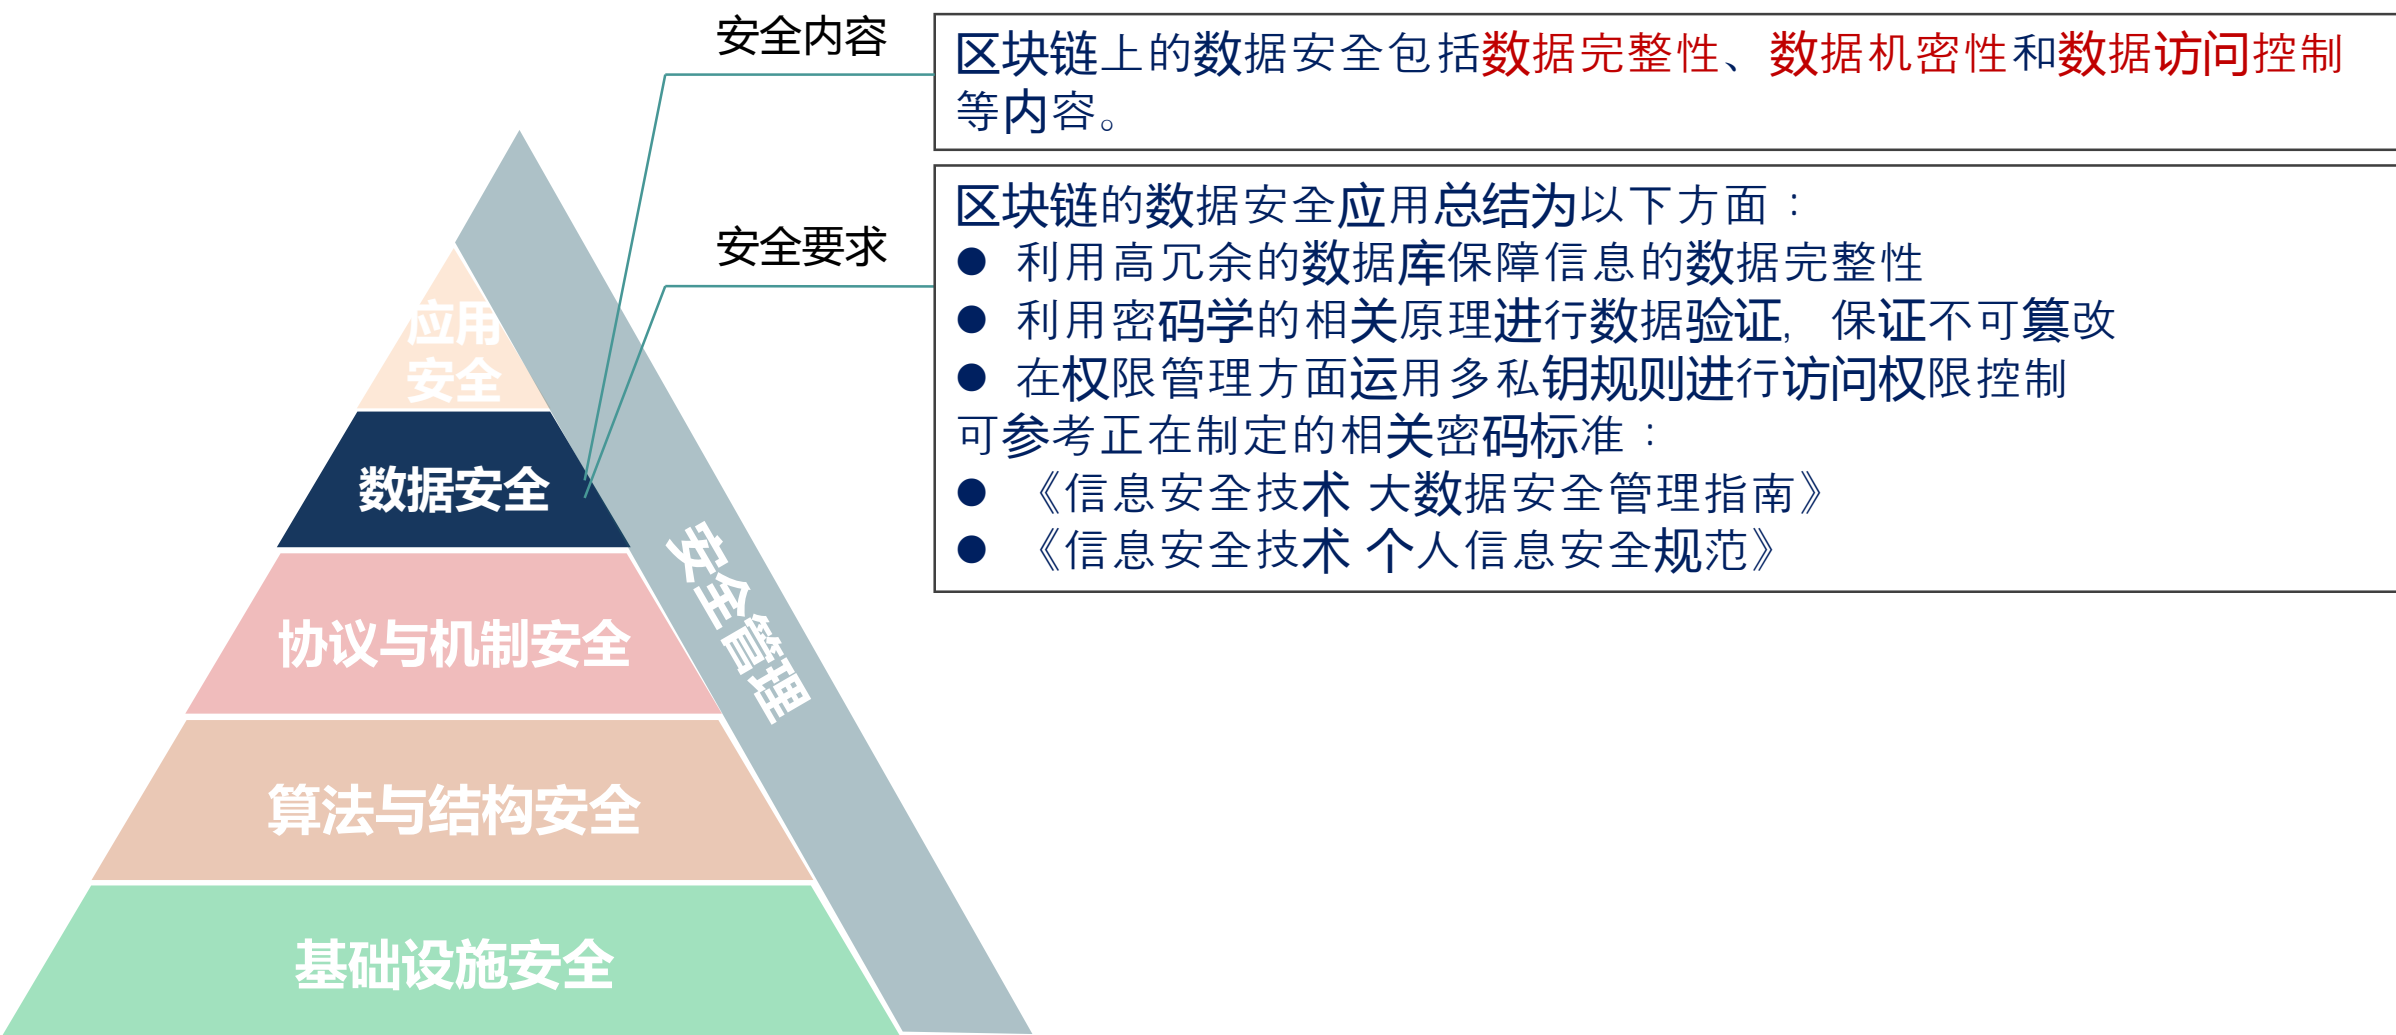 安全内容
区块链上的数据安全包括数据完整性、数据机密性和数据访问控制
等内容。
安全要求
区块链的数据安全应用总结为以下方面：
● 利用高冗余的数据库保障信息的数据完整性
● 利用密码学的相关原理进行数据验证, 保证不可篡改
● 在权限管理方面运用多私钥规则进行访问权限控制
可参考正在制定的相关密码标准：
● 《信息安全技术 大数据安全管理指南》
● 《信息安全技术 个人信息安全规范》
应用
安全
数据安全
协议与机制安全
算法与结构安全
基础设施安全
安全管理